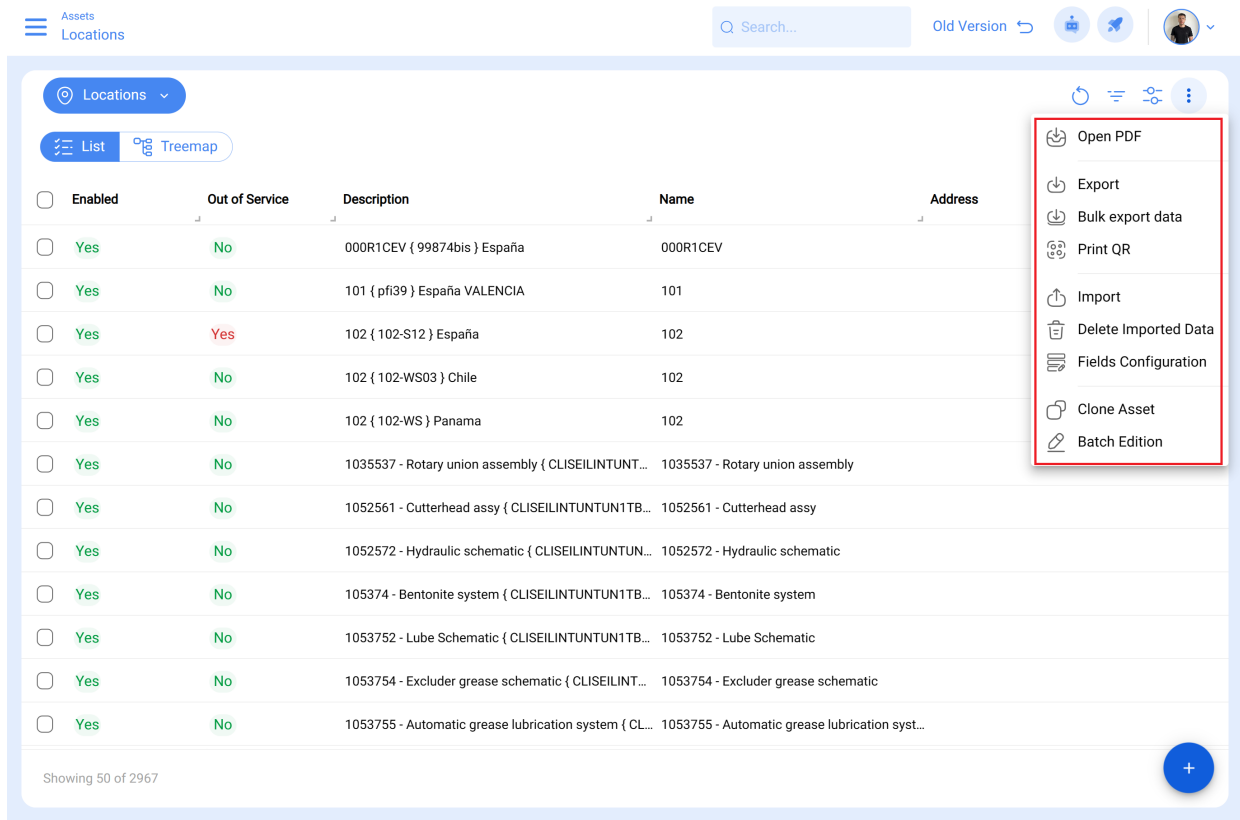 Assets
Locations
Search...
Old Version
Locations
List
Treemap
Open PDF
Export
Bulk export data
Print QR
Import
Delete Imported Data
Fields Configuration
Clone Asset
Batch Edition
Enabled Out of Service Description Name Address
Yes No 000R1CEV { 99874bis } España 000R1CEV
Yes No 101 { pfi39 } España VALENCIA 101
Yes Yes 102 { 102-S12 } España 102
Yes No 102 { 102-WS03 } Chile 102
Yes No 102 { 102-WS } Panama 102
Yes No 1035537 - Rotary union assembly { CLISEILINTUNT... 1035537 - Rotary union assembly
Yes No 1052561 - Cutterhead assy { CLISEILINTUNTUN1TB... 1052561 - Cutterhead assy
Yes No 1052572 - Hydraulic schematic { CLISEILINTUNTUN... 1052572 - Hydraulic schematic
Yes No 105374 - Bentonite system { CLISEILINTUNTUN1TB... 105374 - Bentonite system
Yes No 1053752 - Lube Schematic { CLISEILINTUNTUN1TB... 1053752 - Lube Schematic
Yes No 1053754 - Excluder grease schematic { CLISEILINT... 1053754 - Excluder grease schematic
Yes No 1053755 - Automatic grease lubrication system { CL... 1053755 - Automatic grease lubrication syst...
Showing 50 of 2967